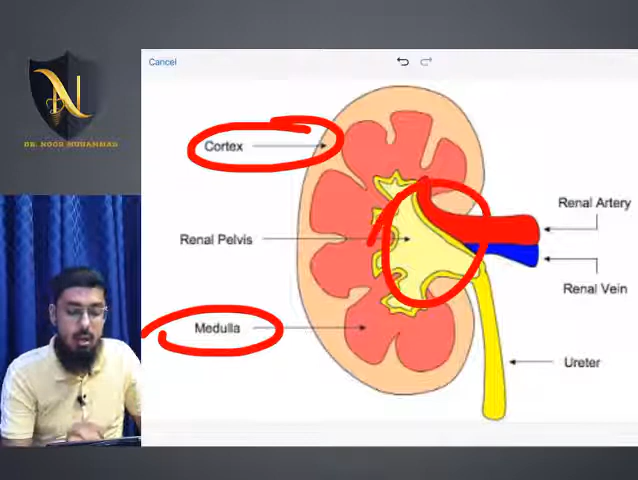 Cancel
N
DR. NOOR MUHAMMAD
Cortex
Renal Artery
Renal Pelvis
Renal Vein
Medulla
Ureter